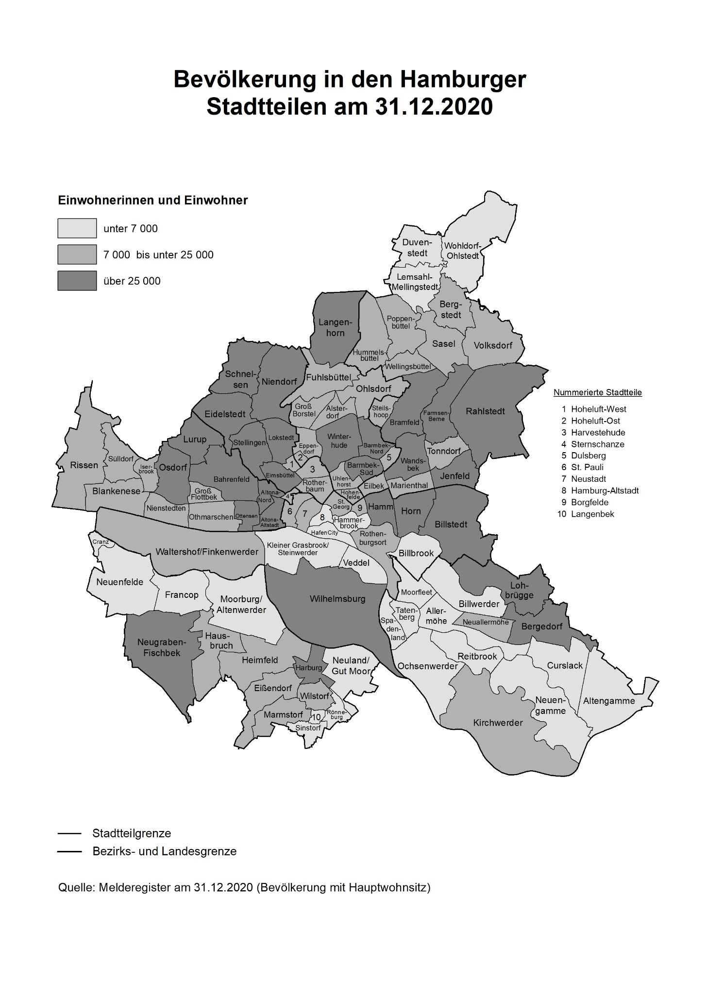 Bevölkerung in den Hamburger
Stadtteilen am 31.12.2020
Einwohnerinnen und Einwohner
unter 7 000
7 000 bis unter 25 000
über 25 000
Duven-
stedt
Wohldorf-
Ohlstedt
Lemsahl-
Mellingstedt
Berg-
stedt
Langen-
horn
Poppen-
büttel
Sasel
Volksdorf
Hummels-
büttel
Wellingsbüttel
Schnel-
sen
Niendorf
Fuhlsbüttel
Ohlsdorf
Groß
Borstel
Alster-
dorf
Steils-
hoop
Bramfeld
Farmsen-
Berne
Rahlstedt
Eidelstedt
Nummerierte Stadtteile
1 Hoheluft-West
2 Hoheluft-Ost
3 Harvestehude
4 Sternschanze
5 Dulsberg
6 St. Pauli
7 Neustadt
8 Hamburg-Altstadt
9 Borgfelde
10 Langenbek
Lurup
Stellingen
Lokstedt
Eppen-
dorf
Winter-
hude
Barmbek-
Nord
5
Wands-
bek
Tonndorf
Rissen
Sülldorf
Iser-
brook
Osdorf
Bahrenfeld
Eimsbüttel
1
2
3
Barmbek-
Süd
Jenfeld
Blankenese
Groß
Flottbek
Altona-
Nord
4
Rother-
baum
Uhlen-
horst
Hohen-
felde
Eilbek
Marienthal
Nienstedten
Othmarschen
Ottensen
Altona-
Altstadt
6
7
8
St.
Georg
9
Hamm
Horn
Billstedt
Hammer-
brook
HafenCity
Rothen-
burgsort
Cranz
Waltershof/Finkenwerder
Kleiner Grasbrook/
Steinwerder
Veddel
Billbrook
Neuenfelde
Francop
Moorburg/
Altenwerder
Wilhelmsburg
Moorfleet
Loh-
brügge
Billwerder
Taten-
berg
Aller-
möhe
Neuallermöhe
Bergedorf
Spa-
den-
land
Neugraben-
Fischbek
Haus-
bruch
Heimfeld
Harburg
Neuland/
Gut Moor
Ochsenwerder
Reitbrook
Curslack
Eißendorf
Wilstorf
Neuen-
gamme
Altengamme
Marmstorf
10
Rönne-
burg
Sinstorf
Kirchwerder
Stadtteilgrenze
Bezirks- und Landesgrenze
Quelle: Melderegister am 31.12.2020 (Bevölkerung mit Hauptwohnsitz)